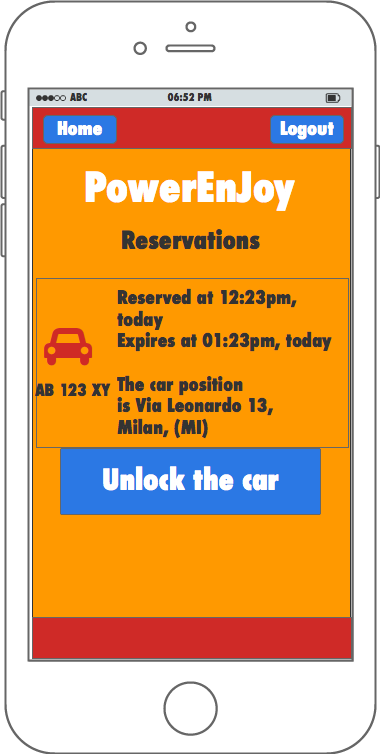 ABC 06:52 PM
Home Logout
PowerEnJoy
Reservations
Reserved at 12:23pm,
today
Expires at 01:23pm, today
AB 123 XY
The car position
is Via Leonardo 13,
Milan, (MI)
Unlock the car